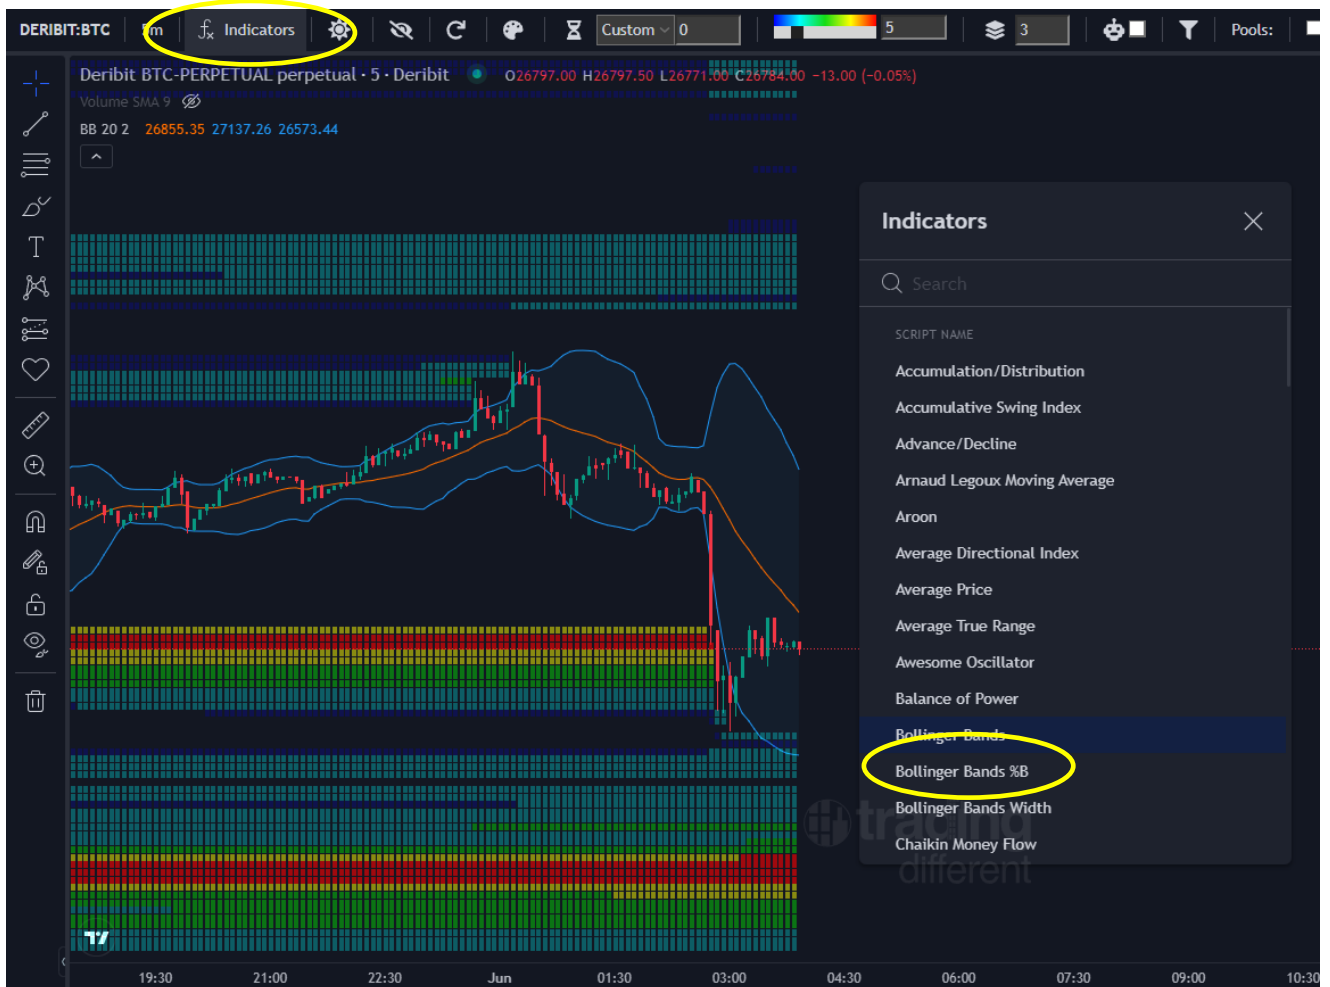 DERIBIT:BTC
Indicators
Custom 0
5
3
Pools:
Deribit BTC-PERPETUAL perpetual · 5 · Deribit O26797.00 H26797.50 L26771.00 C26784.00 -13.00 (-0.05%)
Volume SMA 9
BB 20 2 26855.35 27137.26 26573.44
Indicators
Search
SCRIPT NAME
Accumulation/Distribution
Accumulative Swing Index
Advance/Decline
Arnaud Legoux Moving Average
Aroon
Average Directional Index
Average Price
Average True Range
Awesome Oscillator
Balance of Power
Bollinger Bands
Bollinger Bands %B
Bollinger Bands Width
Chaikin Money Flow
trading
different
19:30 21:00 22:30 Jun 01:30 03:00 04:30 06:00 07:30 09:00 10:30